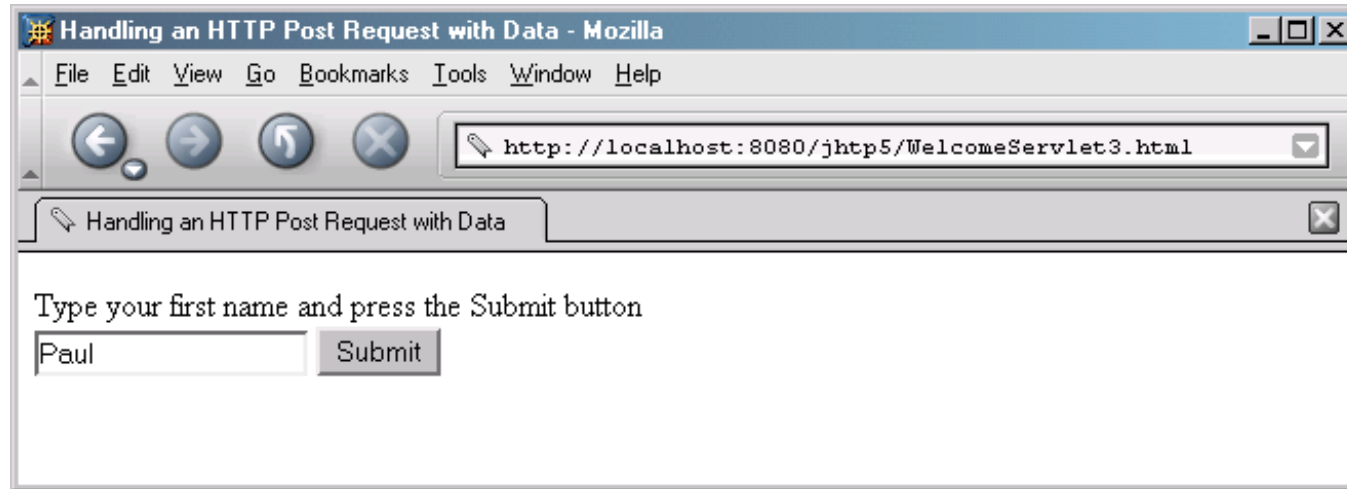 Handling an HTTP Post Request with Data - Mozilla
File Edit View Go Bookmarks Tools Window Help
http://localhost:8080/jhtp5/WelcomeServlet3.html
Handling an HTTP Post Request with Data
Type your first name and press the Submit button
Paul Submit